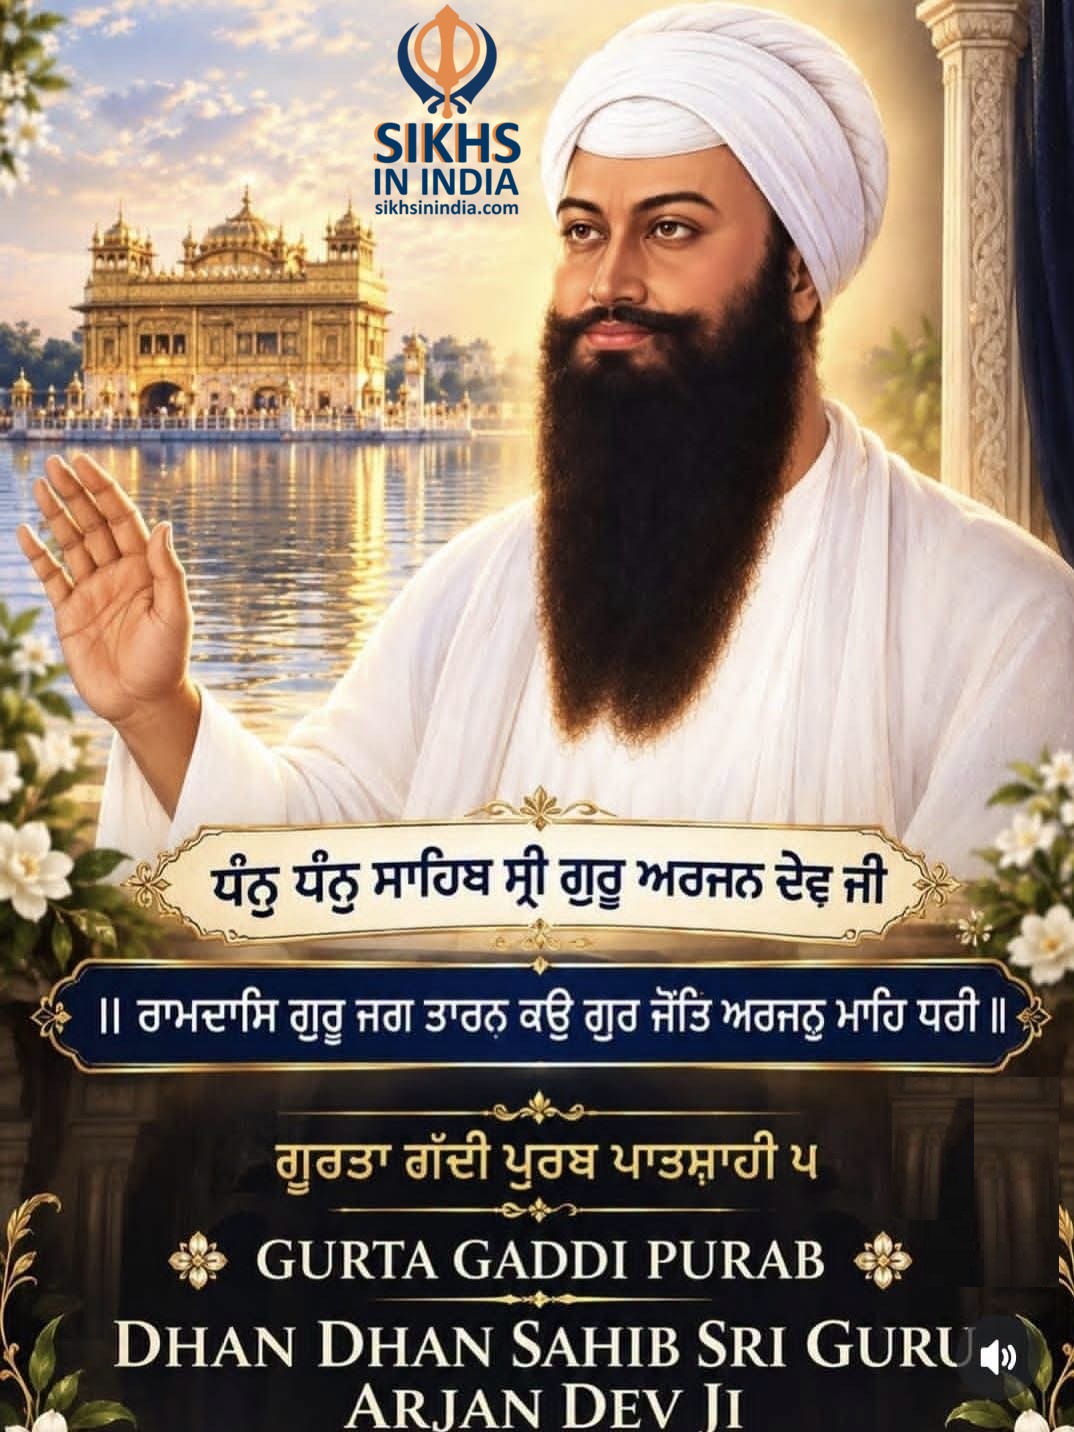 SIKHS
IN INDIA
sikhsinindia.com
ਧੰਨੁ ਧੰਨੁ ਸਾਹਿਬ ਸ੍ਰੀ ਗੁਰੂ ਅਰਜਨ ਦੇਵ ਜੀ
॥ ਰਾਮਦਾਸਿ ਗੁਰੂ ਜਗ ਤਾਰਨ ਕਉ ਗੁਰ ਜੋਂਤਿ ਅਰਜਨੁ ਮਾਹਿ ਧਰੀ ॥
ਗੂਰਤਾ ਗੱਦੀ ਪੁਰਬ ਪਾਤਸ਼ਾਹੀ ੫
GURTA GADDI PURAB
DHAN DHAN SAHIB SRI GURU
ARJAN DEV JI